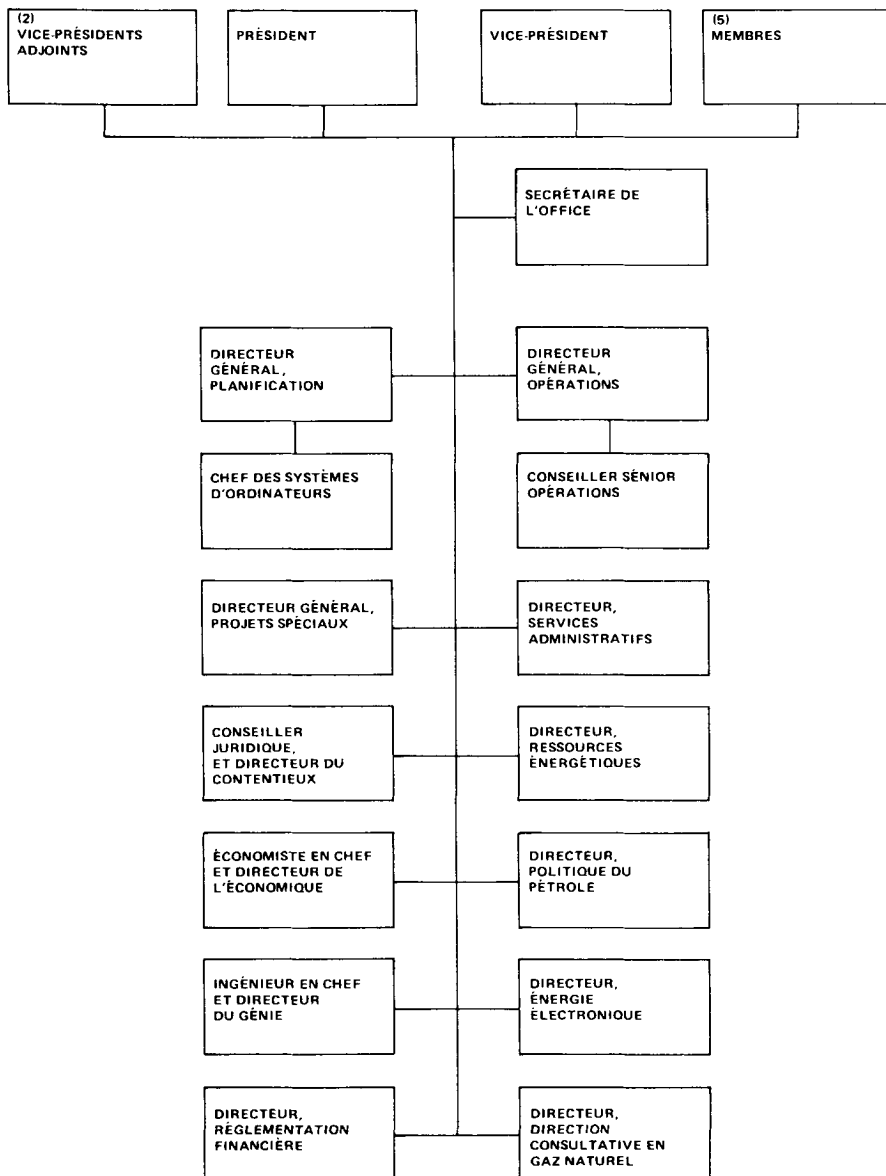 (2)
VICE-PRÉSIDENTS
ADJOINTS
PRÉSIDENT
VICE-PRÉSIDENT
(5)
MEMBRES
SECRÉTAIRE DE
L'OFFICE
DIRECTEUR
GÉNÉRAL,
PLANIFICATION
DIRECTEUR
GÉNÉRAL,
OPÉRATIONS
CHEF DES SYSTÈMES
D'ORDINATEURS
CONSEILLER SÉNIOR
OPÉRATIONS
DIRECTEUR GÉNÉRAL,
PROJETS SPÉCIAUX
DIRECTEUR,
SERVICES
ADMINISTRATIFS
CONSEILLER
JURIDIQUE,
ET DIRECTEUR DU
CONTENTIEUX
DIRECTEUR,
RESSOURCES
ÉNERGÉTIQUES
ÉCONOMISTE EN CHEF
ET DIRECTEUR DE
L'ÉCONOMIQUE
DIRECTEUR,
POLITIQUE DU
PÉTROLE
INGÉNIEUR EN CHEF
ET DIRECTEUR
DU GÉNIE
DIRECTEUR,
ÉNERGIE
ÉLECTRONIQUE
DIRECTEUR,
RÉGLEMENTATION
FINANCIÈRE
DIRECTEUR,
DIRECTION
CONSULTATIVE EN
GAZ NATUREL